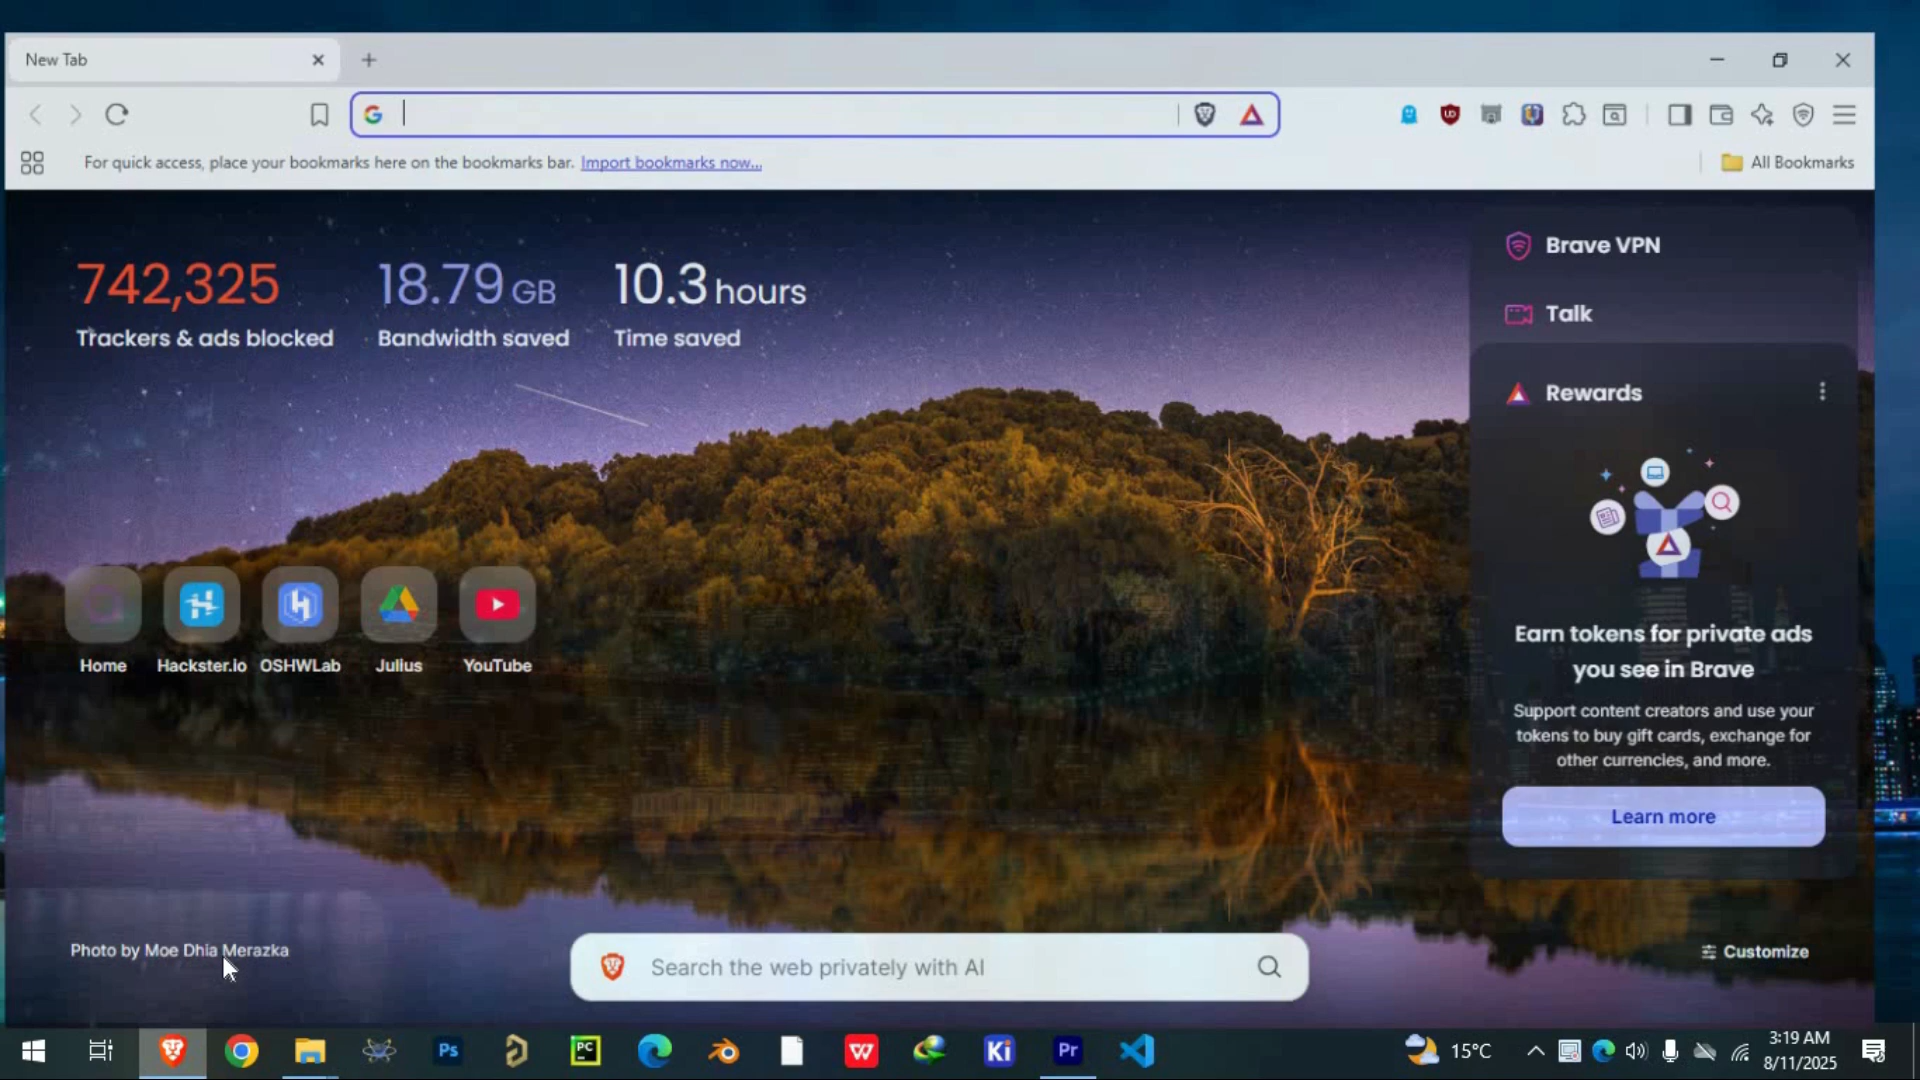 New Tab
For quick access, place your bookmarks here on the bookmarks bar. Import bookmarks now...
All Bookmarks
742,325
Trackers & ads blocked
18.79 GB
Bandwidth saved
10.3 hours
Time saved
Brave VPN
Talk
Rewards
Earn tokens for private ads
you see in Brave
Support content creators and use your
tokens to buy gift cards, exchange for
other currencies, and more.
Learn more
Home
Hackster.io
OSHWLab
Julius
YouTube
Photo by Moe Dhia Merazka
Search the web privately with AI
Customize
Ps
PC
W
Ki
Pr
15°C
3:19 AM
8/11/2025